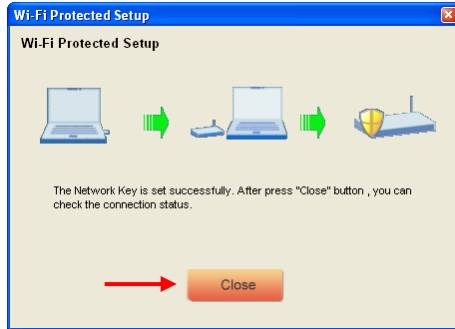 Wi-Fi Protected Setup
Wi-Fi Protected Setup
The Network Key is set successfully. After press "Close" button , you can
check the connection status.
Close